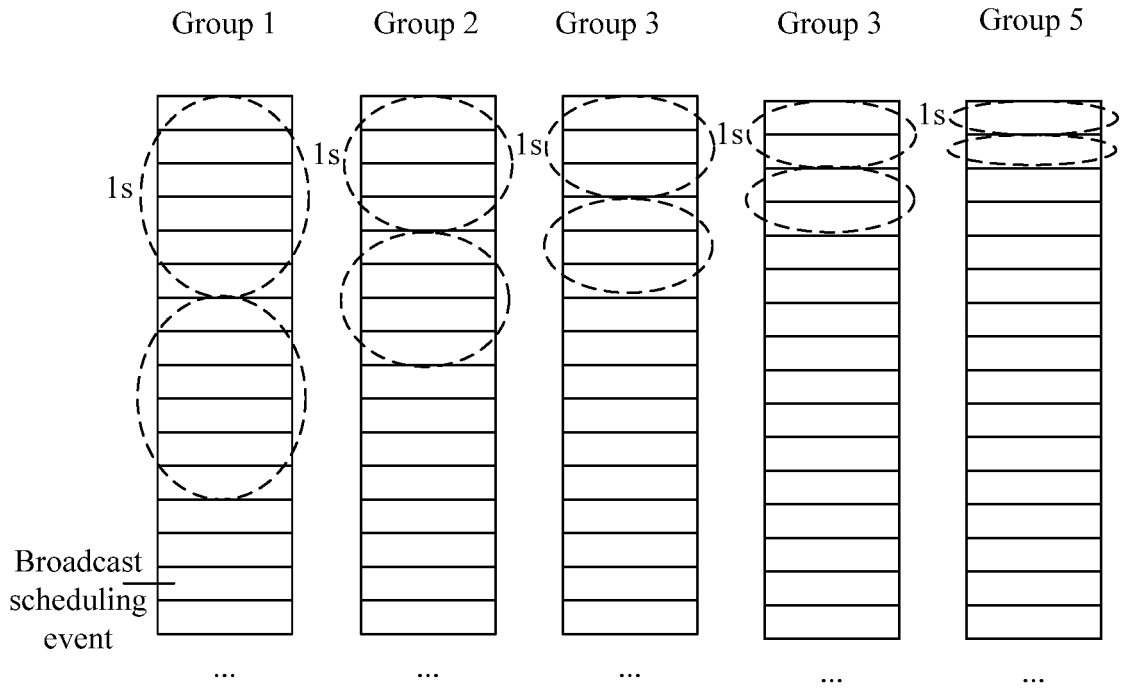 Group 1
Group 2
Group 3
Group 3
Group 5
1s
1s
1s
1s
1s
Broadcast
scheduling
event
...
...
...
...
...